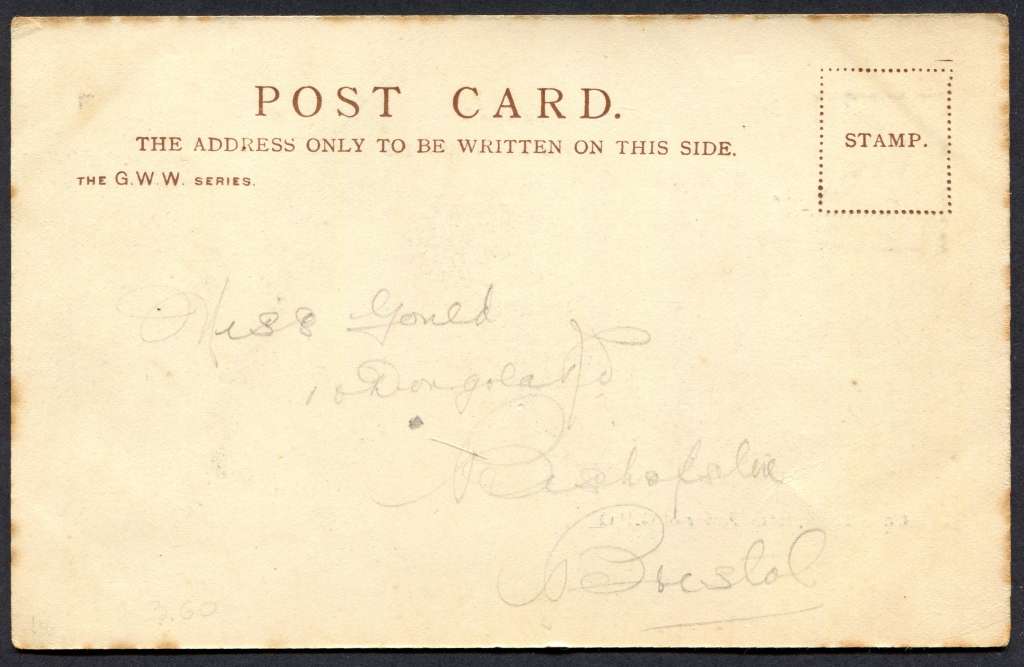 POST CARD.
THE ADDRESS ONLY TO BE WRITTEN ON THIS SIDE.
STAMP.
THE G.W.W. SERIES.
Miss Gould
10 Dongola Rd
Bishopston
Bristol
3.60